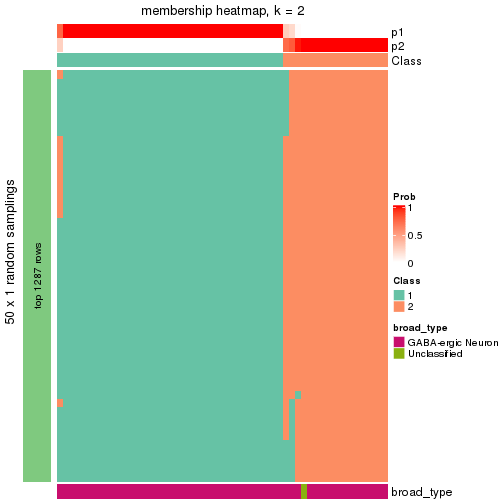 membership heatmap, k = 2
p1
p2
Class
50 x 1 random samplings
top 1287 rows
Prob
1
0.5
0
Class
1
2
broad_type
GABA-ergic Neuron
Unclassified
broad_type